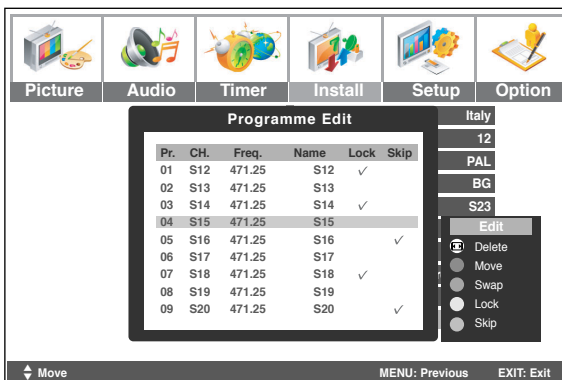 Picture Audio Timer Install Setup Option
Programme Edit
Pr. CH. Freq. Name Lock Skip
01 S12 471.25 S12 ✓
02 S13 471.25 S13
03 S14 471.25 S14 ✓
04 S15 471.25 S15
05 S16 471.25 S16 ✓
06 S17 471.25 S17
07 S18 471.25 S18 ✓
08 S19 471.25 S19
09 S20 471.25 S20 ✓
Italy
12
PAL
BG
S23
Edit
Delete
Move
Swap
Lock
Skip
Move MENU: Previous EXIT: Exit